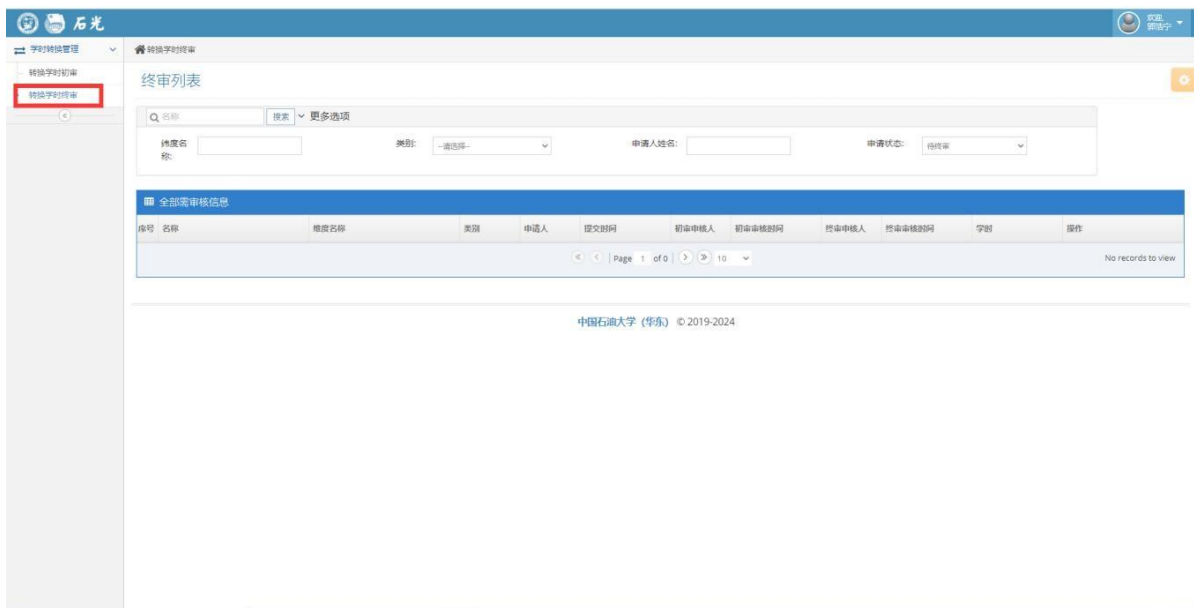 石光
欢迎
郭浩宁
学时转换管理
转换学时初审
转换学时终审
转换学时终审
终审列表
名称
搜索
更多选项
纬度名
称:
类别:
--请选择--
申请人姓名:
申请状态:
待终审
全部需审核信息
序号 名称 维度名称 类别 申请人 提交时间 初审审核人 初审审核时间 终审审核人 终审审核时间 学时 操作
Page 1 of 0 10
No records to view
中国石油大学 (华东) © 2019-2024